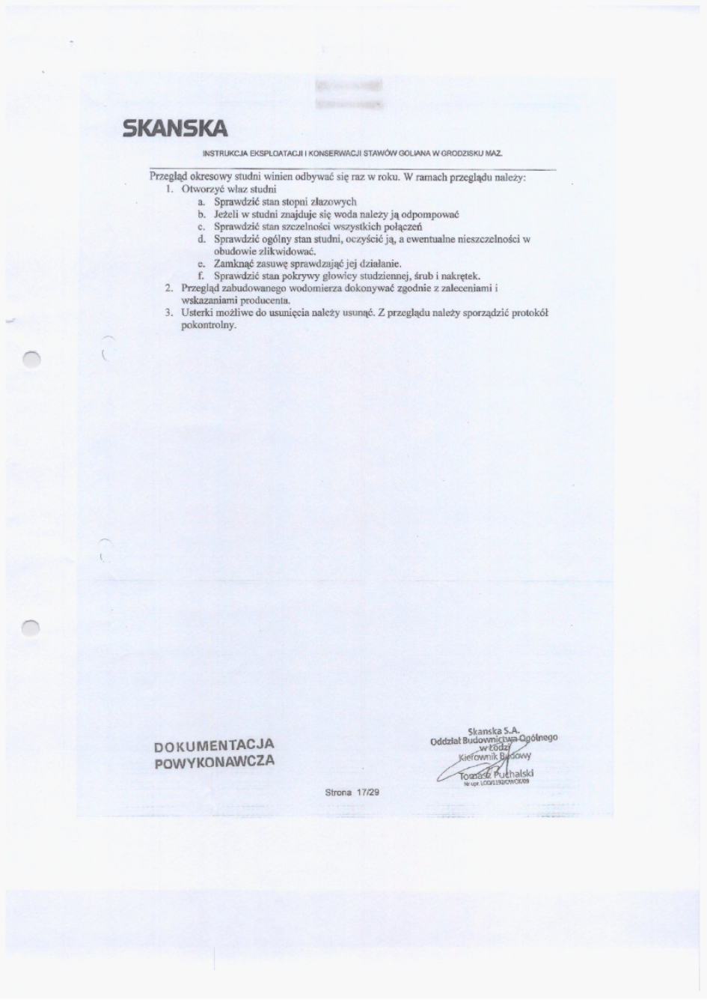 SKANSKA
INSTRUKCJA EKSPLOATACJI I KONSERWACJI STAWÓW GOLIANA W GRODZISKU MAZ.
Przegląd okresowy studni winien odbywać się raz w roku. W ramach przeglądu należy:
1. Otworzyć właz studni
a. Sprawdzić stan stopni złazowych
b. Jeżeli w studni znajduje się woda należy ją odpompować
c. Sprawdzić stan szczelności wszystkich połączeń
d. Sprawdzić ogólny stan studni, oczyścić ją, a ewentualne nieszczelności w
obudowie zlikwidować.
e. Zamknąć zasuwę sprawdzając jej działanie.
f. Sprawdzić stan pokrywy głowicy studziennej, śrub i nakrętek.
2. Przegląd zabudowanego wodomierza dokonywać zgodnie z zaleceniami i
wskazaniami producenta.
3. Usterki możliwe do usunięcia należy usunąć. Z przeglądu należy sporządzić protokół
pokontrolny.
DOKUMENTACJA
POWYKONAWCZA
Skanska S.A.
Oddział Budownictwa Ogólnego
w Łodzi
Kierownik Budowy
Tomasz Puchalski
Nr upr. LOD/1192/OWOK/09
Strona 17/29